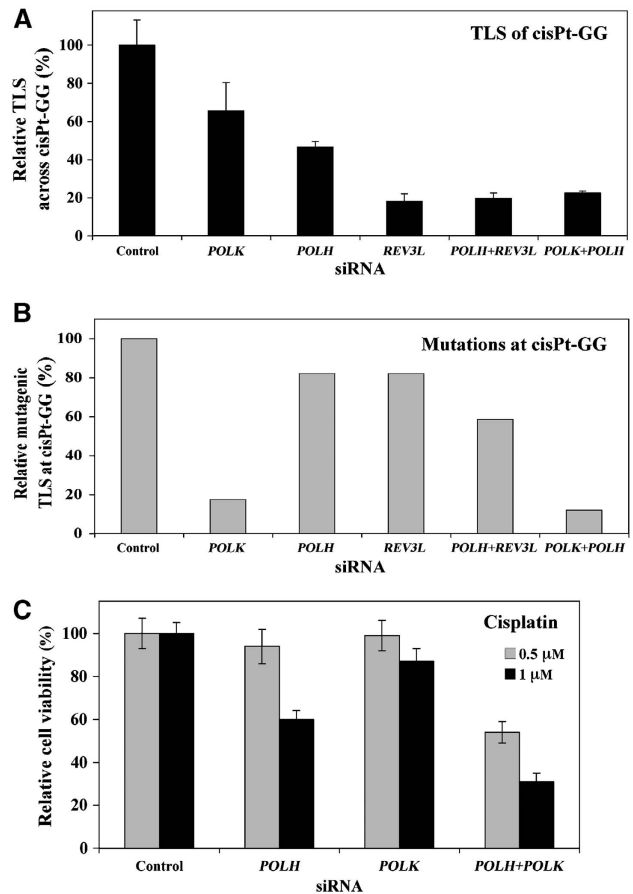 A
TLS of cisPt-GG
Relative TLS
across cisPt-GG (%)
100
80
60
40
20
0
Control POLK POLH REV3L POLH+REV3L POLK+POLH
siRNA
B
Mutations at cisPt-GG
Relative mutagenic
TLS at cisPt-GG (%)
100
80
60
40
20
0
Control POLK POLH REV3L POLH+REV3L POLK+POLH
siRNA
C
Cisplatin
0.5 µM
1 µM
Relative cell viability (%)
100
80
60
40
20
0
Control POLH POLK POLH+POLK
siRNA